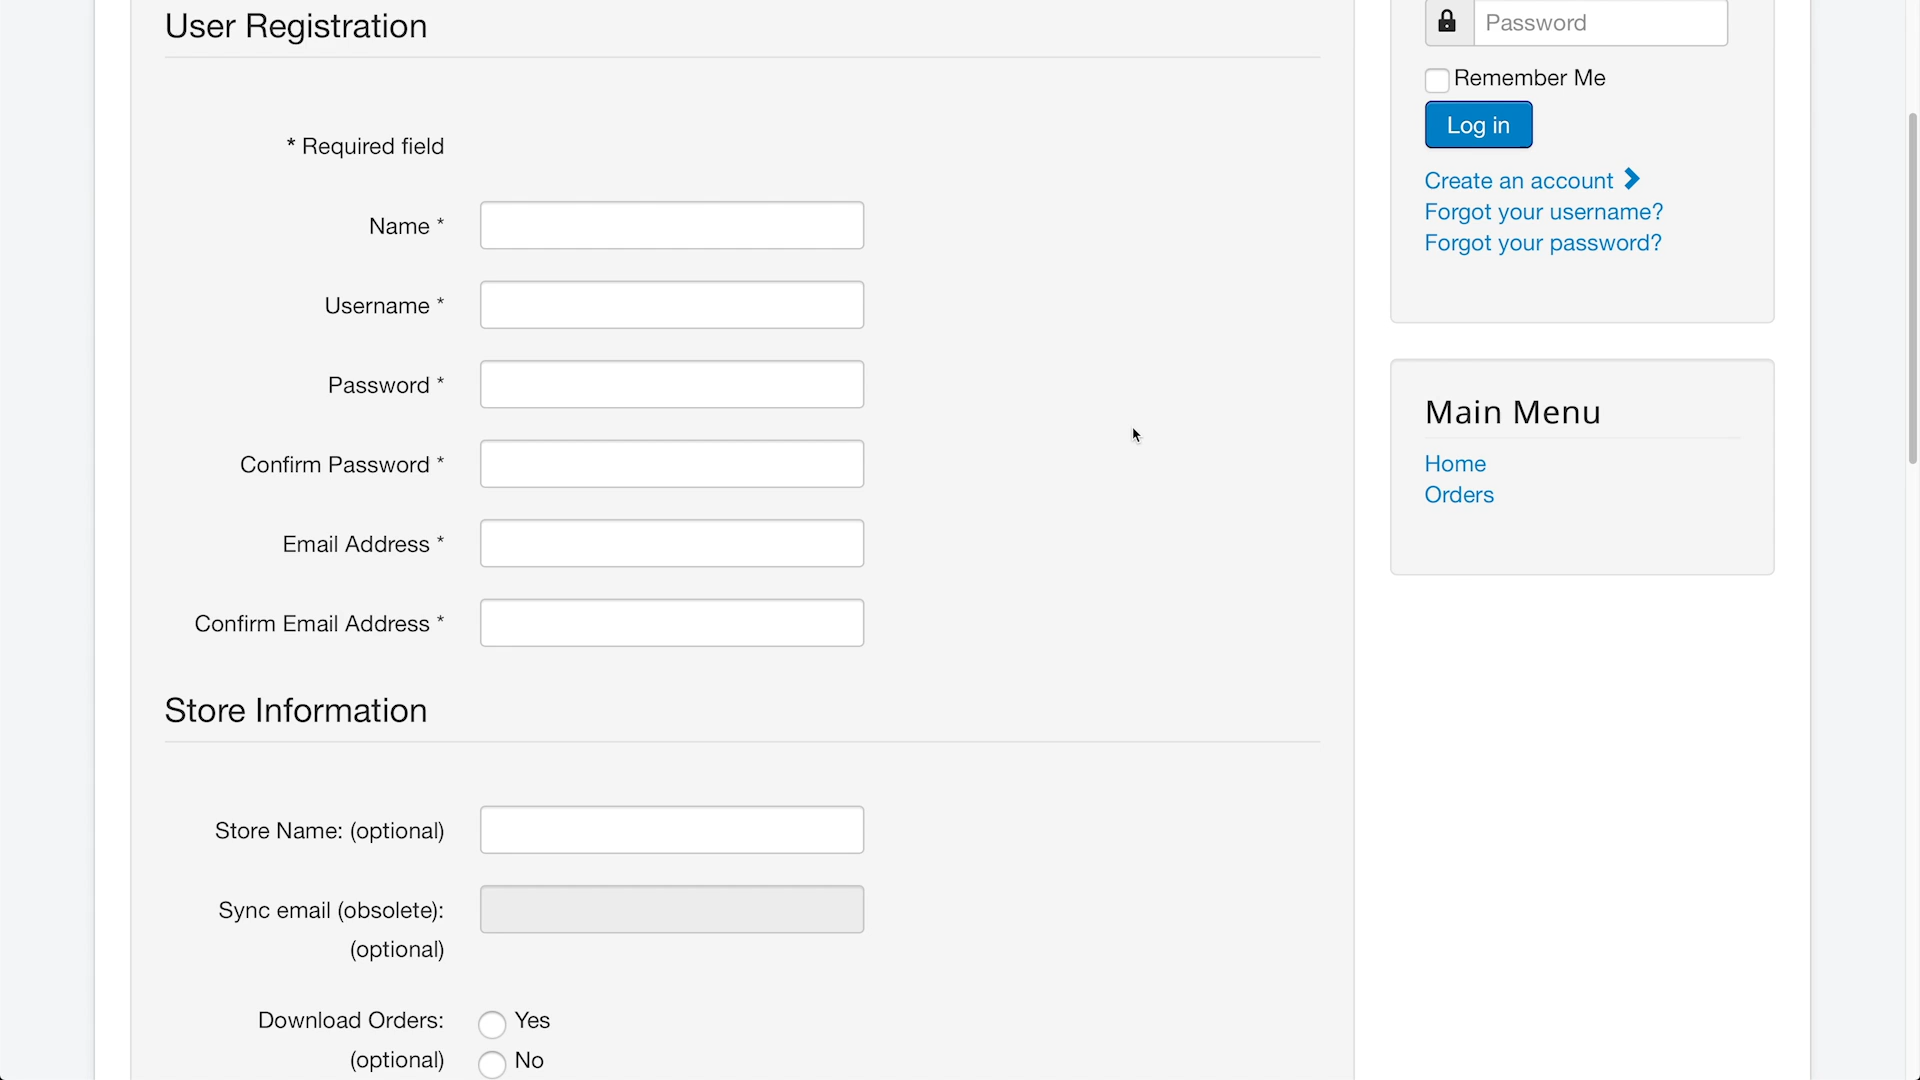 User Registration
* Required field
Name *
Username *
Password *
Confirm Password *
Email Address *
Confirm Email Address *
Store Information
Store Name: (optional)
Sync email (obsolete):
(optional)
Download Orders:
(optional)
Yes
No
Password
Remember Me
Log in
Create an account
Forgot your username?
Forgot your password?
Main Menu
Home
Orders